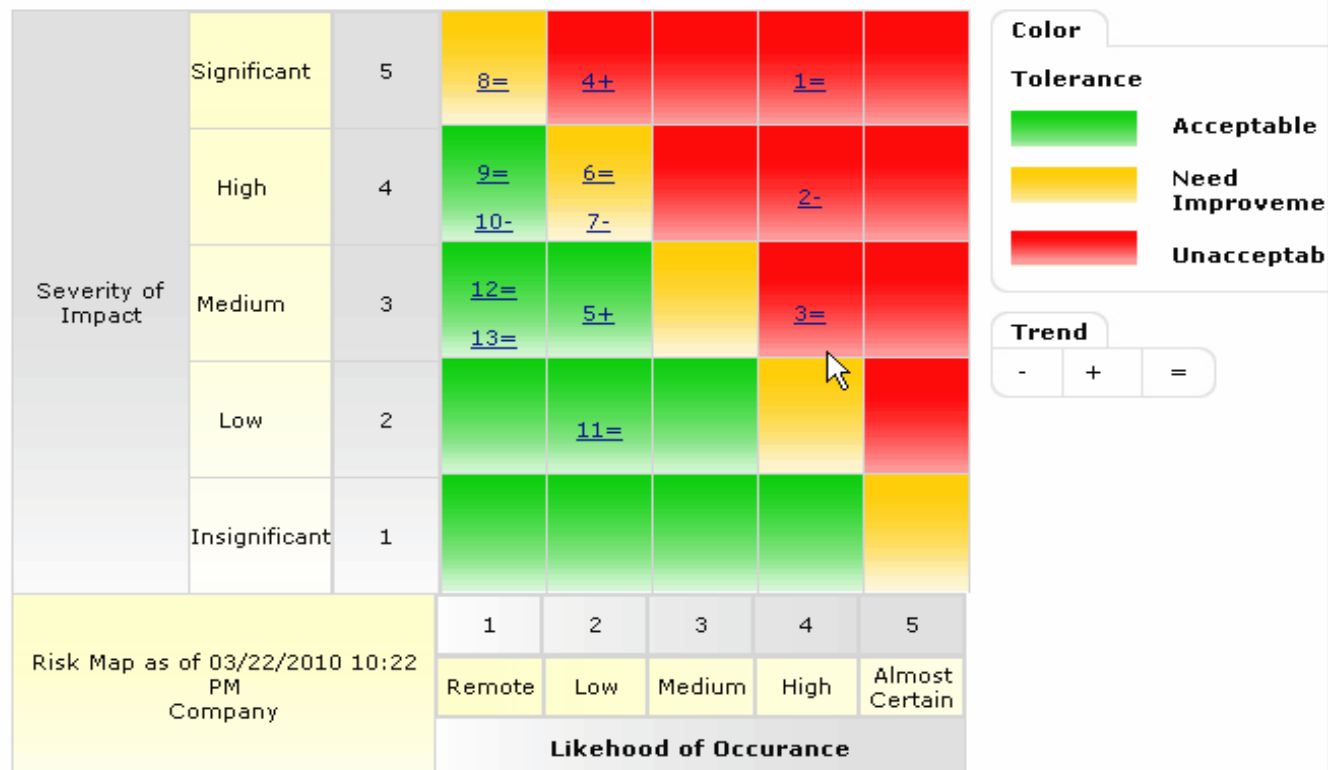 Significant 5 8= 4+ 1=
High 4 9= 6= 2-
10- 7-
Severity of
Impact
Medium 3 12= 5+ 3=
13=
Low 2 11=
Insignificant 1
Risk Map as of 03/22/2010 10:22
PM
Company
1 2 3 4 5
Remote Low Medium High Almost
Certain
Likehood of Occurance
Color
Tolerance
Acceptable
Need
Improveme
Unacceptab
Trend
- + =